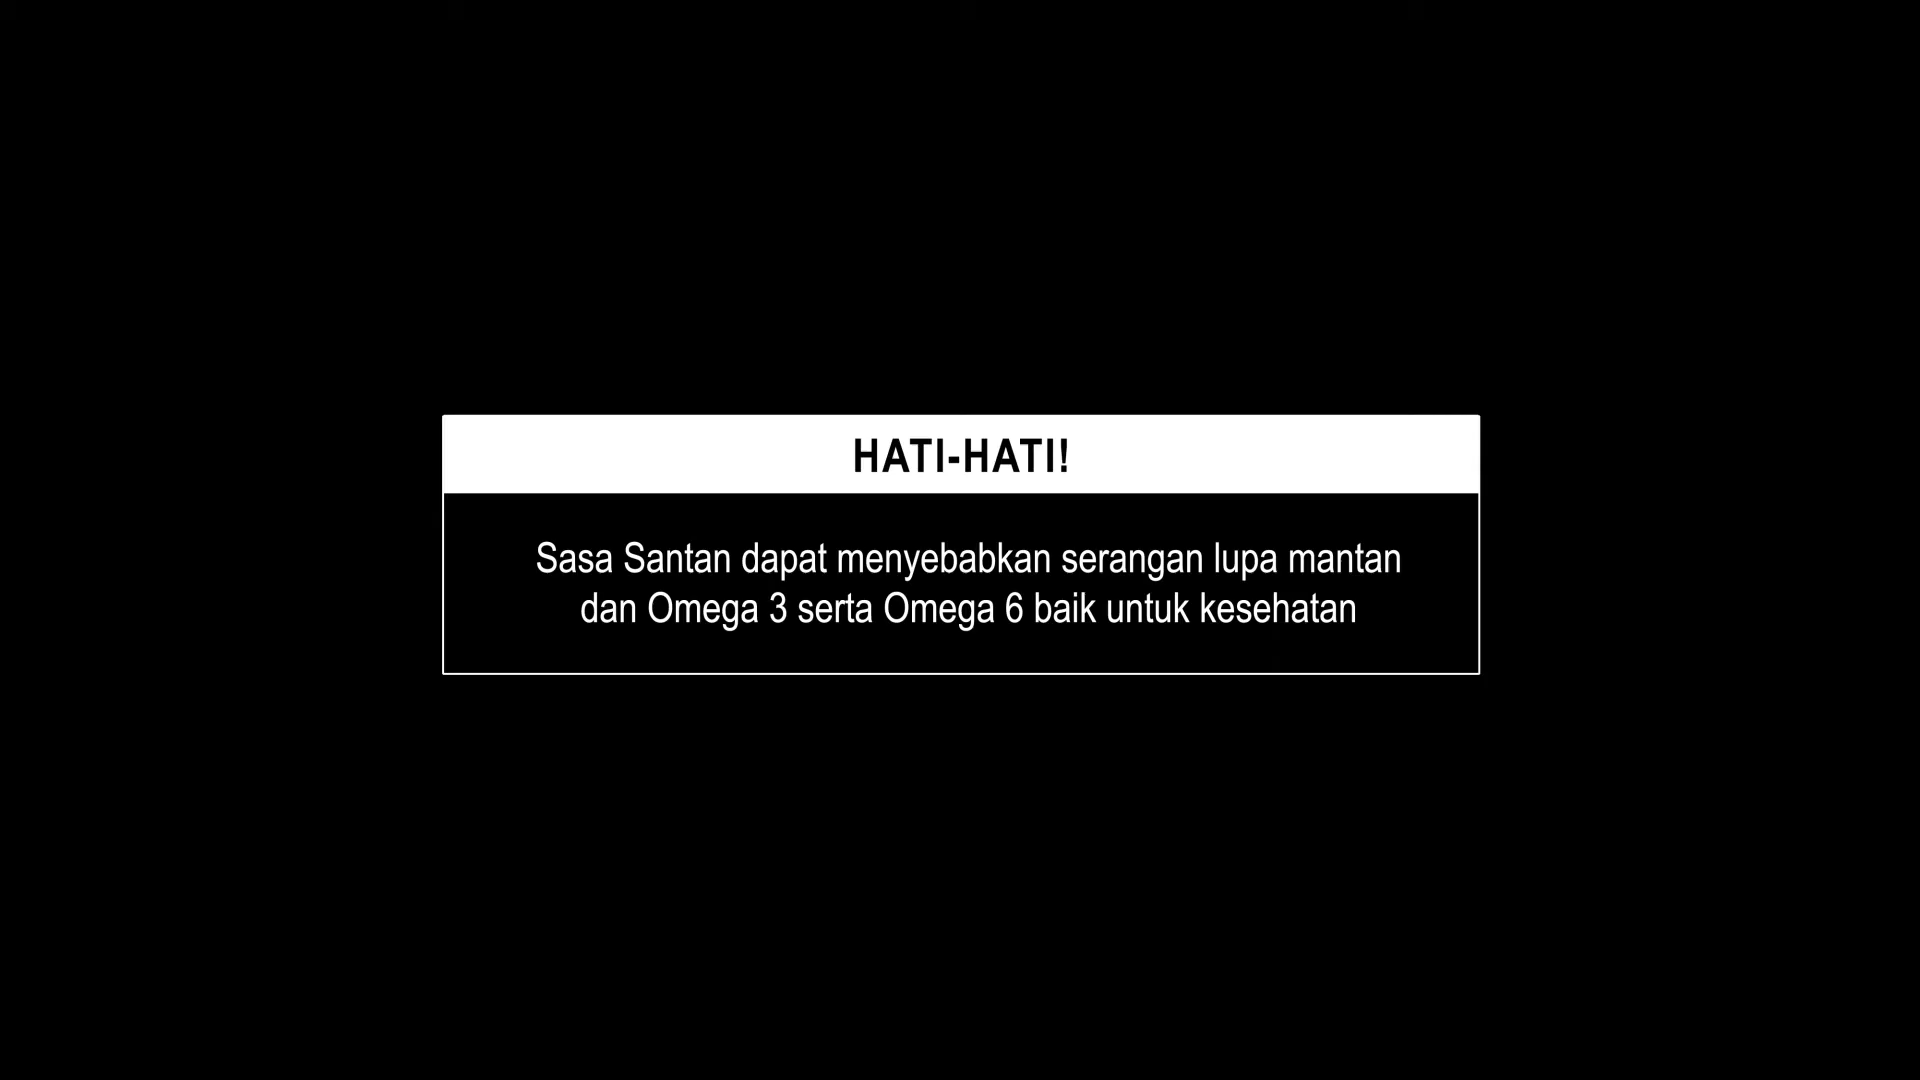 HATI-HATI!
Sasa Santan dapat menyebabkan serangan lupa mantan
dan Omega 3 serta Omega 6 baik untuk kesehatan